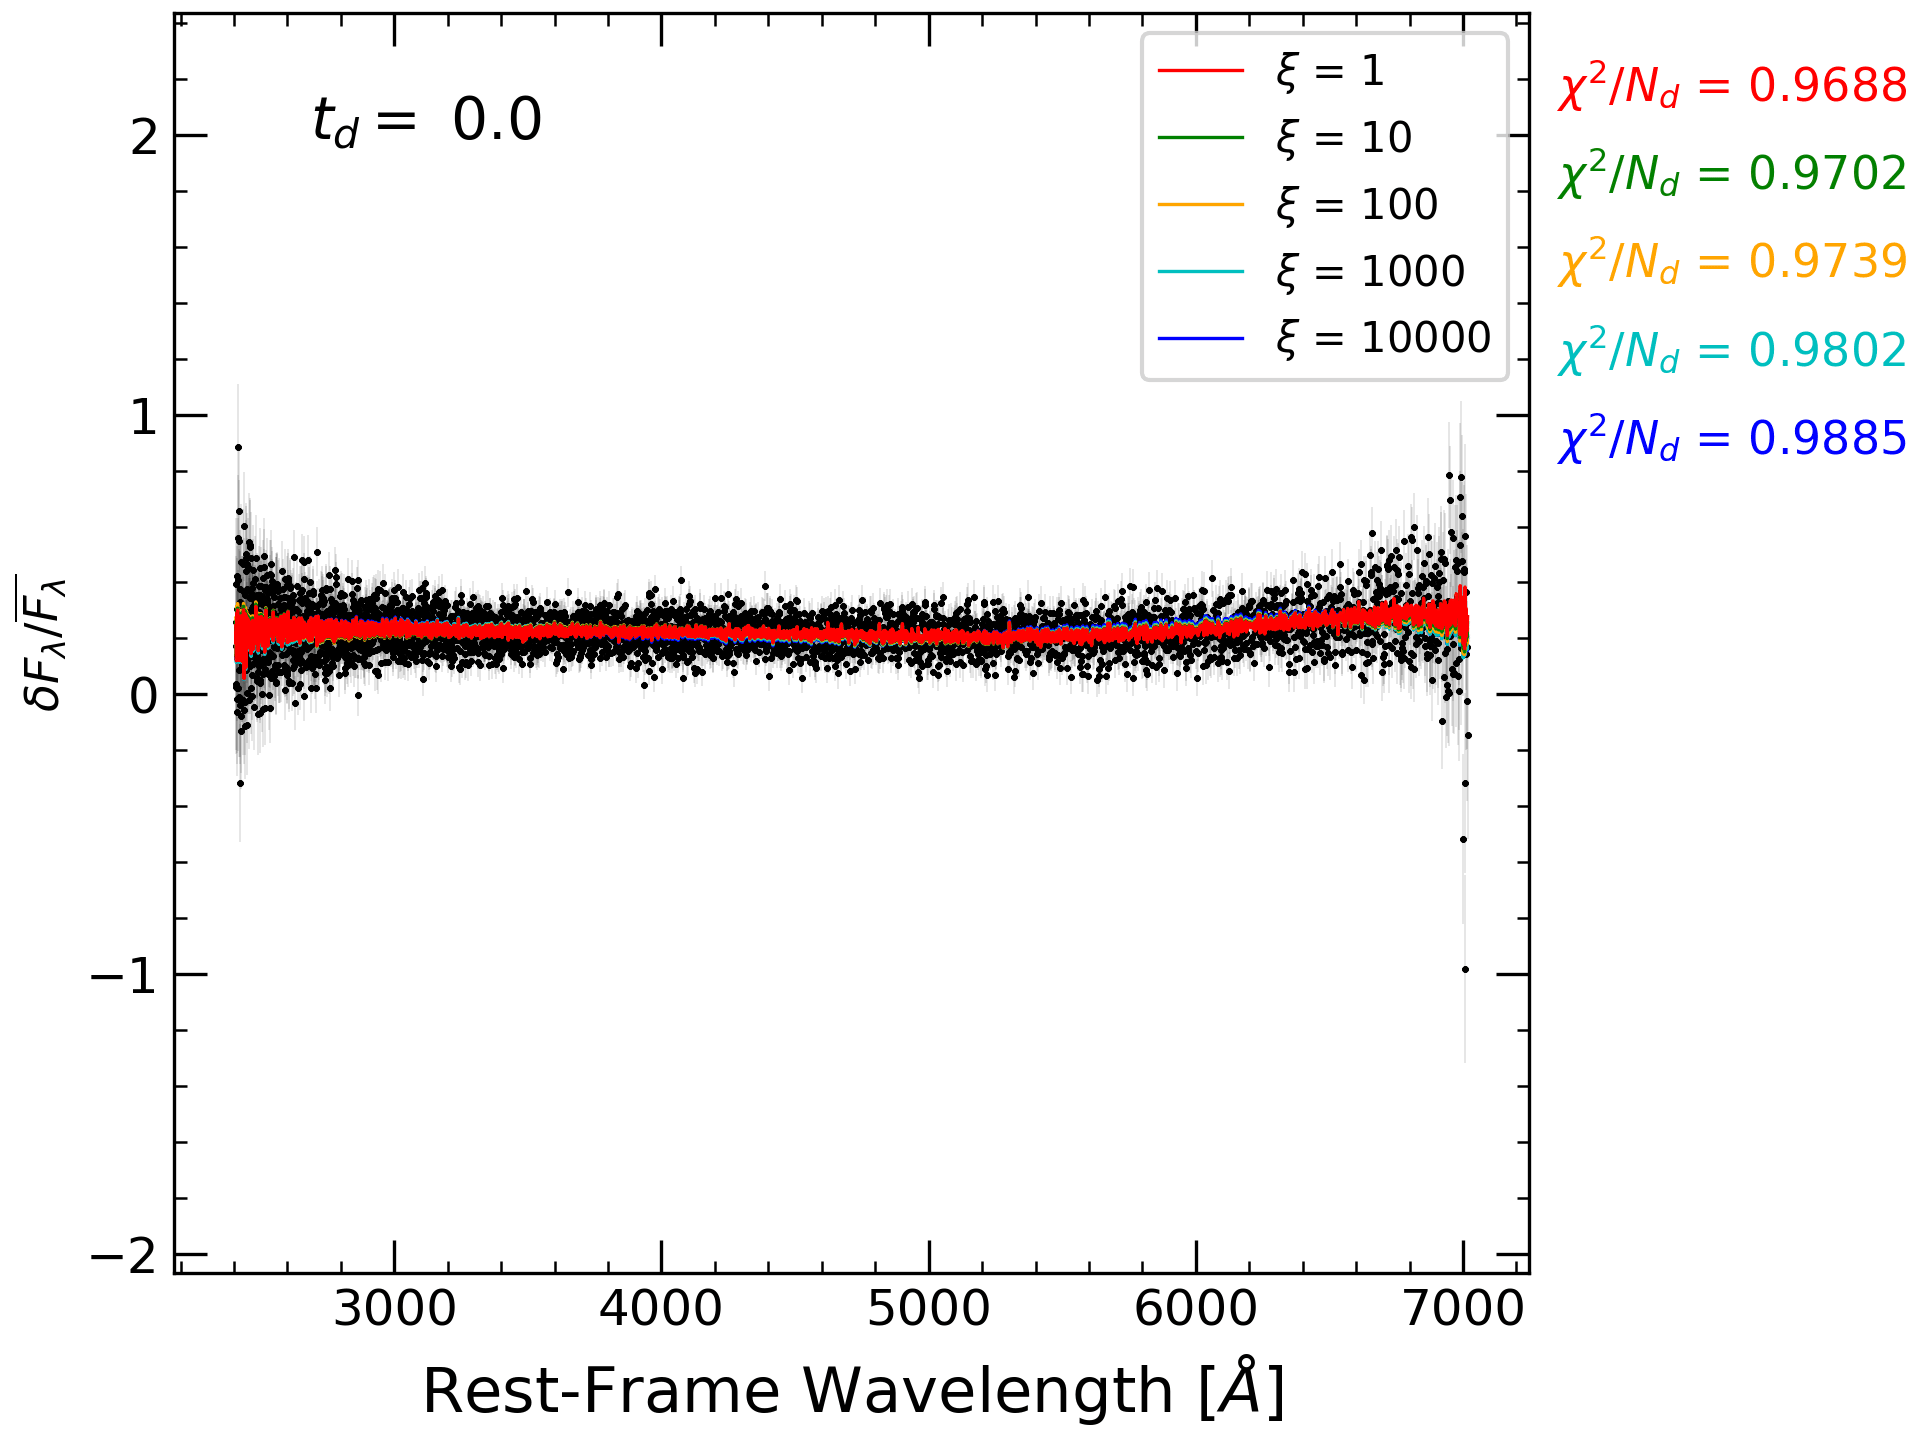 t_d = 0.0
ξ = 1
ξ = 10
ξ = 100
ξ = 1000
ξ = 10000
χ²/N_d = 0.9688
χ²/N_d = 0.9702
χ²/N_d = 0.9739
χ²/N_d = 0.9802
χ²/N_d = 0.9885
δF_λ/F̅_λ
2
1
0
−1
−2
3000 4000 5000 6000 7000
Rest-Frame Wavelength [Å]